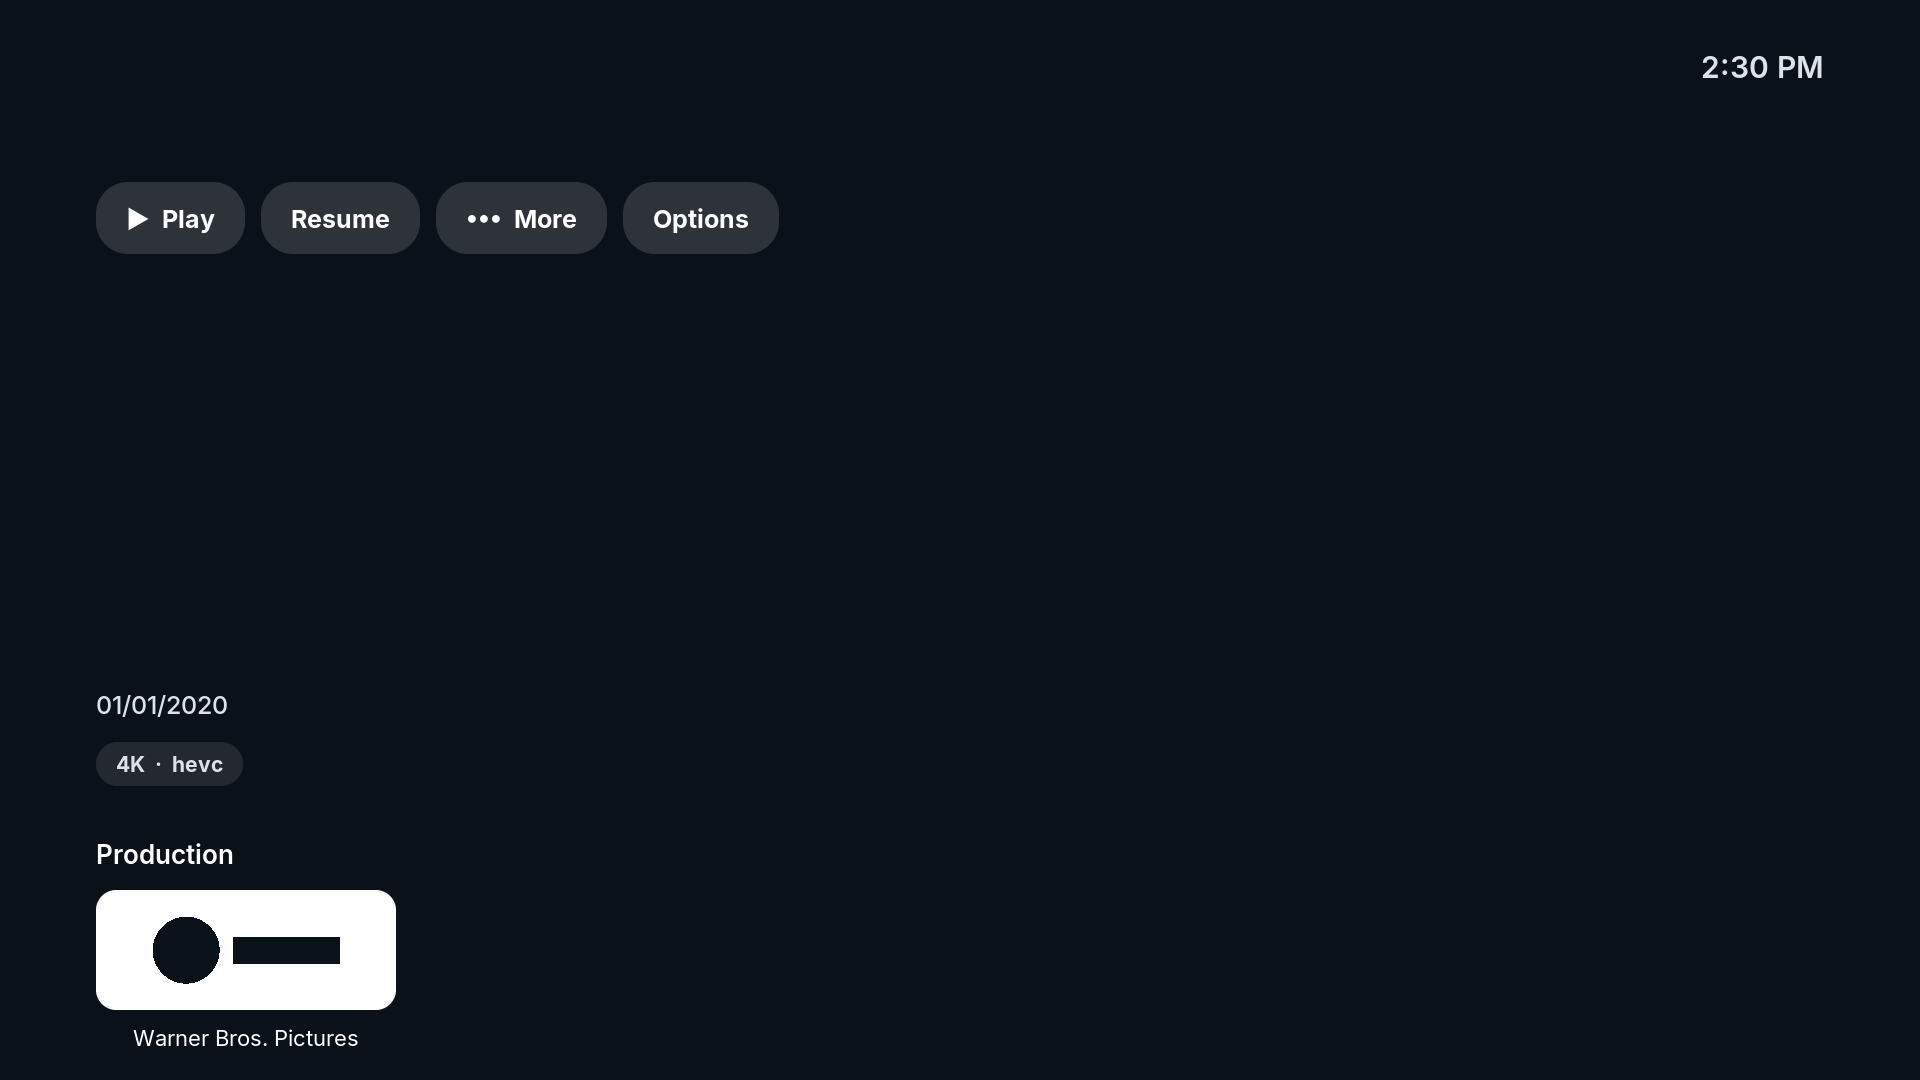 2:30 PM
Play Resume More Options
01/01/2020
4K · hevc
Production
Warner Bros. Pictures